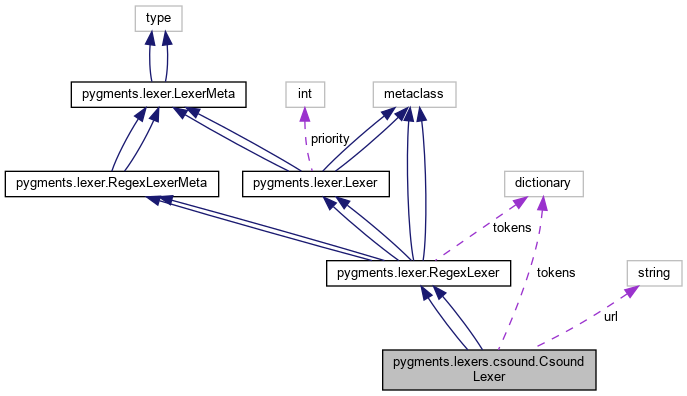 type
pygments.lexer.LexerMeta
int
metaclass
priority
pygments.lexer.RegexLexerMeta
pygments.lexer.Lexer
dictionary
tokens
pygments.lexer.RegexLexer
tokens
string
url
pygments.lexers.csound.Csound
Lexer